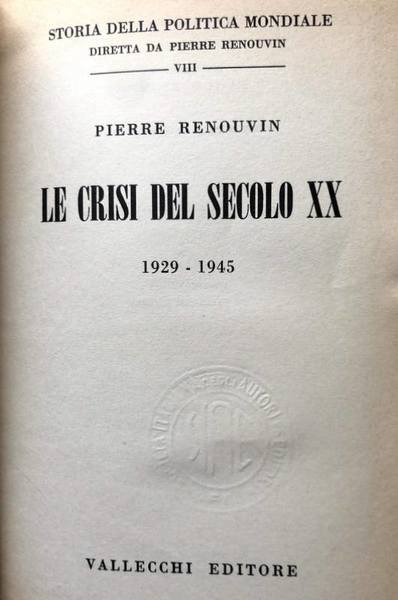 STORIA DELLA POLITICA MONDIALE
DIRETTA DA PIERRE RENOUVIN
VIII
PIERRE RENOUVIN
LE CRISI DEL SECOLO XX
1929 - 1945
VALLECCHI EDITORE